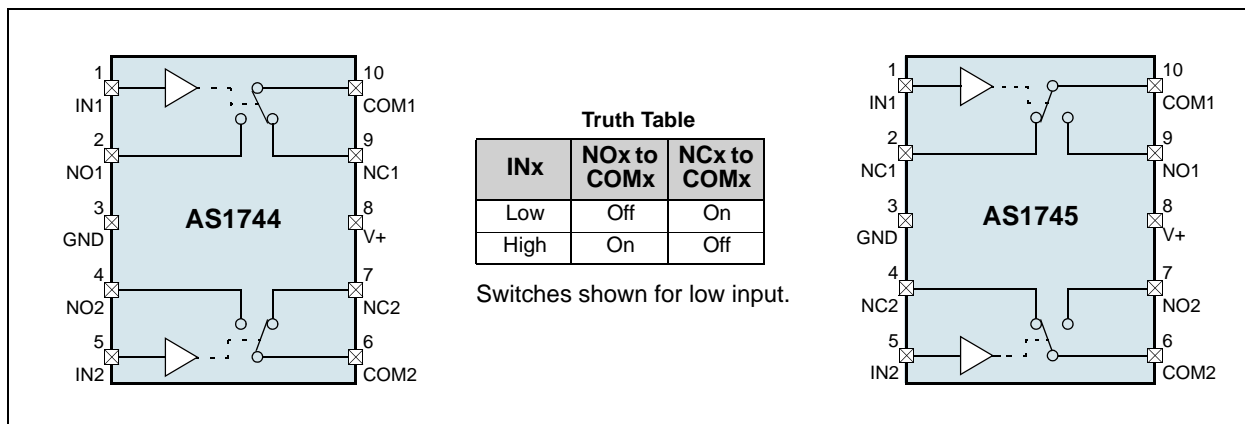 1
IN1
2
NO1
3
GND
4
NO2
5
IN2
AS1744
10
COM1
9
NC1
8
V+
7
NC2
6
COM2
Truth Table
INx NOx to COMx NCx to COMx
Low Off On
High On Off
Switches shown for low input.
1
IN1
2
NC1
3
GND
4
NC2
5
IN2
AS1745
10
COM1
9
NO1
8
V+
7
NO2
6
COM2